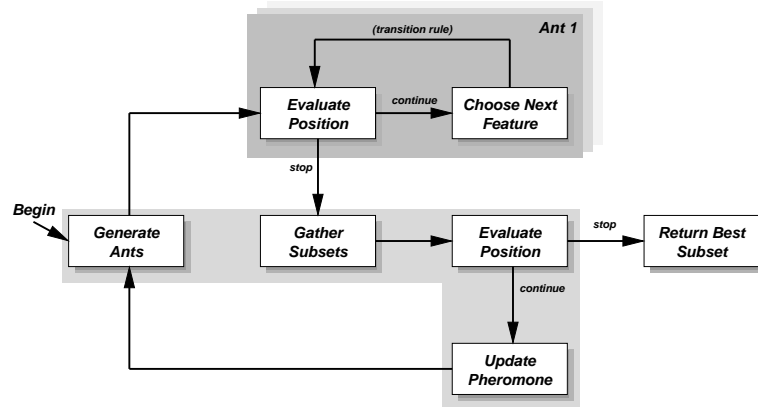 (transition rule)
Ant 1
Evaluate
Position
continue
Choose Next
Feature
stop
Begin
Generate
Ants
Gather
Subsets
Evaluate
Position
stop
Return Best
Subset
continue
Update
Pheromone